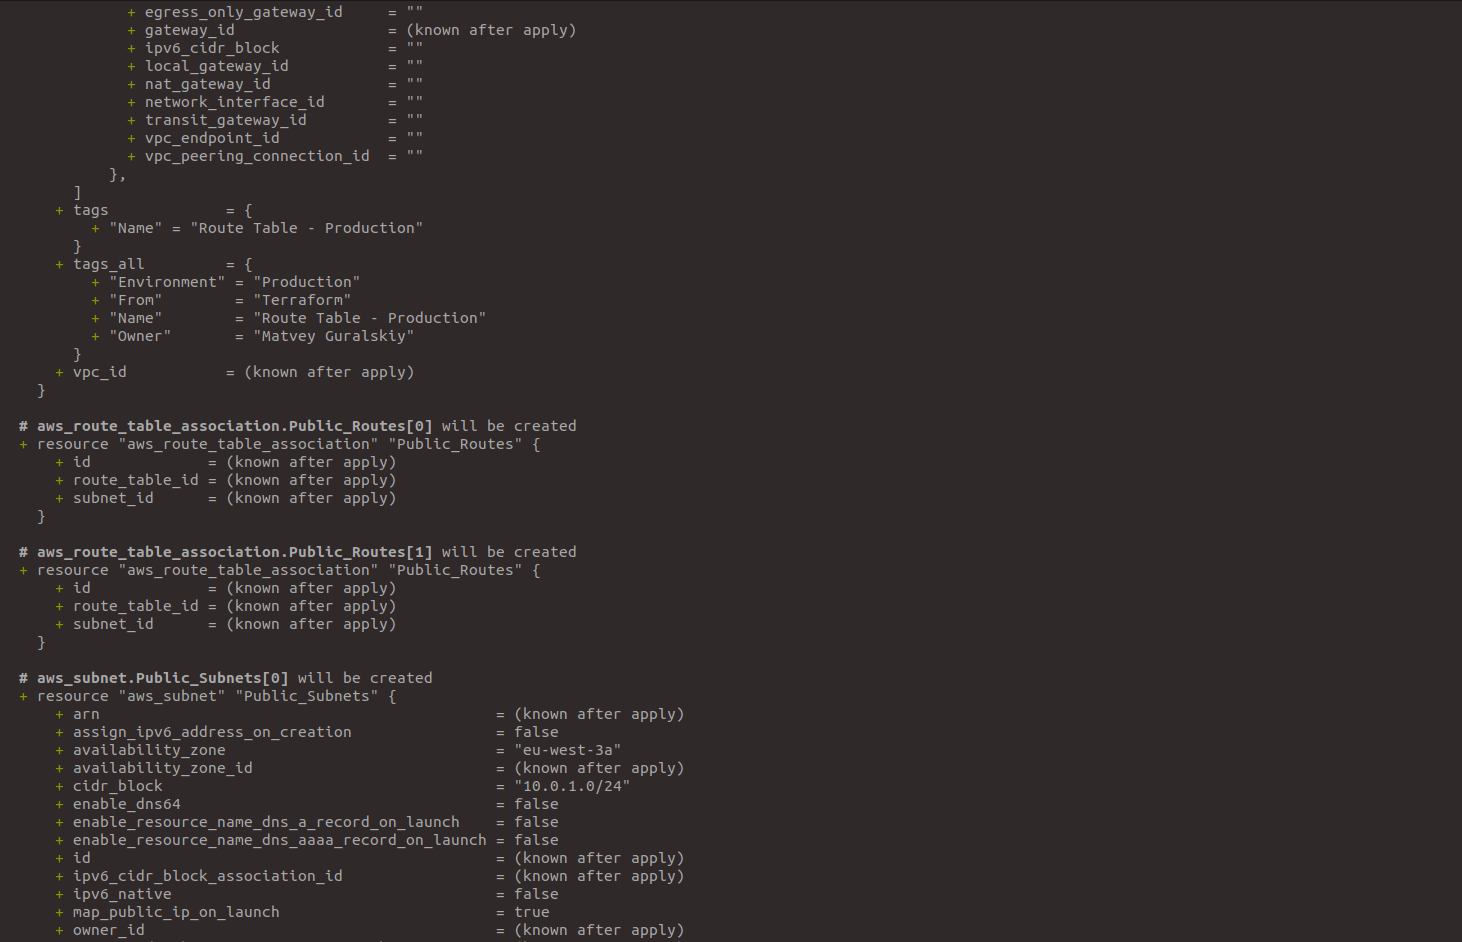 + egress_only_gateway_id     = ""
+ gateway_id                 = (known after apply)
+ ipv6_cidr_block            = ""
+ local_gateway_id           = ""
+ nat_gateway_id             = ""
+ network_interface_id       = ""
+ transit_gateway_id         = ""
+ vpc_endpoint_id            = ""
+ vpc_peering_connection_id  = ""
},
]
+ tags             = {
+ "Name" = "Route Table - Production"
}
+ tags_all         = {
+ "Environment" = "Production"
+ "From"        = "Terraform"
+ "Name"        = "Route Table - Production"
+ "Owner"       = "Matvey Guralskiy"
}
+ vpc_id           = (known after apply)
}
# aws_route_table_association.Public_Routes[0] will be created
+ resource "aws_route_table_association" "Public_Routes" {
+ id             = (known after apply)
+ route_table_id = (known after apply)
+ subnet_id      = (known after apply)
}
# aws_route_table_association.Public_Routes[1] will be created
+ resource "aws_route_table_association" "Public_Routes" {
+ id             = (known after apply)
+ route_table_id = (known after apply)
+ subnet_id      = (known after apply)
}
# aws_subnet.Public_Subnets[0] will be created
+ resource "aws_subnet" "Public_Subnets" {
+ arn                                            = (known after apply)
+ assign_ipv6_address_on_creation                = false
+ availability_zone                              = "eu-west-3a"
+ availability_zone_id                           = (known after apply)
+ cidr_block                                     = "10.0.1.0/24"
+ enable_dns64                                   = false
+ enable_resource_name_dns_a_record_on_launch    = false
+ enable_resource_name_dns_aaaa_record_on_launch = false
+ id                                             = (known after apply)
+ ipv6_cidr_block_association_id                 = (known after apply)
+ ipv6_native                                    = false
+ map_public_ip_on_launch                        = true
+ owner_id                                       = (known after apply)